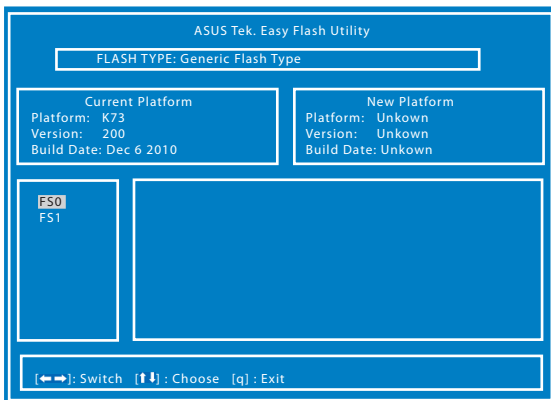 ASUS Tek. Easy Flash Utility
FLASH TYPE: Generic Flash Type
Current Platform
Platform: K73
Version: 200
Build Date: Dec 6 2010
New Platform
Platform: Unkown
Version: Unkown
Build Date: Unkown
FS0
FS1
[←→]: Switch [↑↓] : Choose [q] : Exit